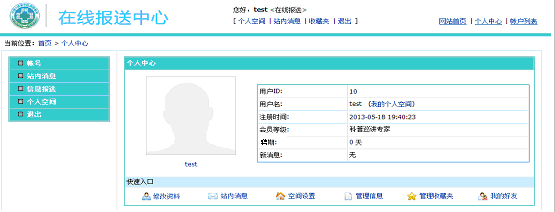 在线报送中心
您好，test <在线报送>
[ 个人空间 | 站内消息 | 收藏夹 | 退出 ]
网站首页 | 个人中心 | 帐户列表
当前位置：首页 > 个人中心
帐号
站内消息
信息报送
个人空间
退出
个人中心
test
用户ID: 10
用户名: test （我的个人空间）
注册时间: 2013-05-18 19:40:23
会员等级: 科普巡讲专家
有效期: 0 天
新消息: 无
快速入口
修改资料 站内消息 空间设置 管理信息 管理收藏夹 我的好友